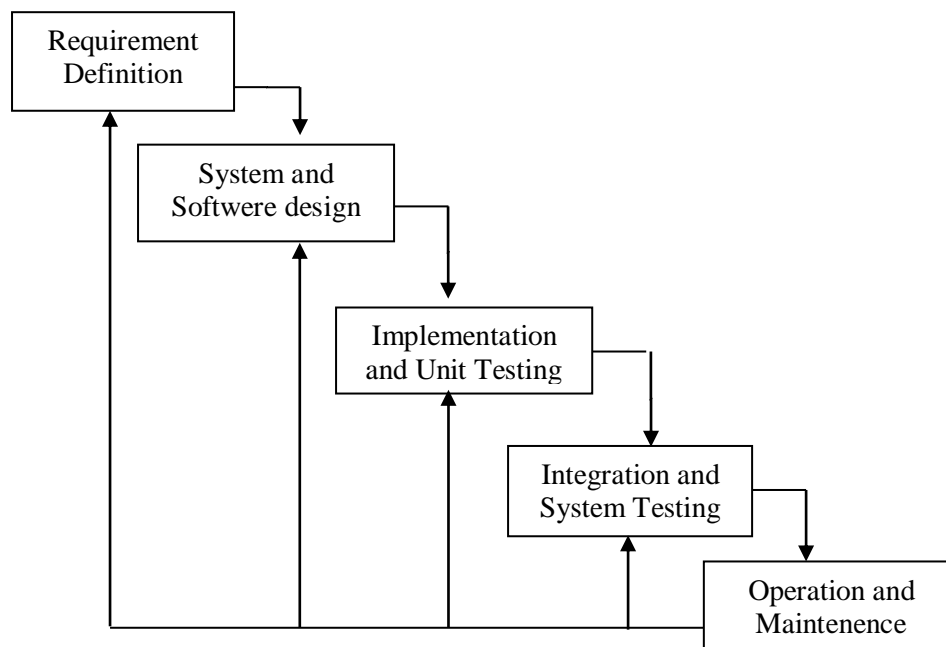 Requirement
Definition
System and
Softwere design
Implementation
and Unit Testing
Integration and
System Testing
Operation and
Maintenence